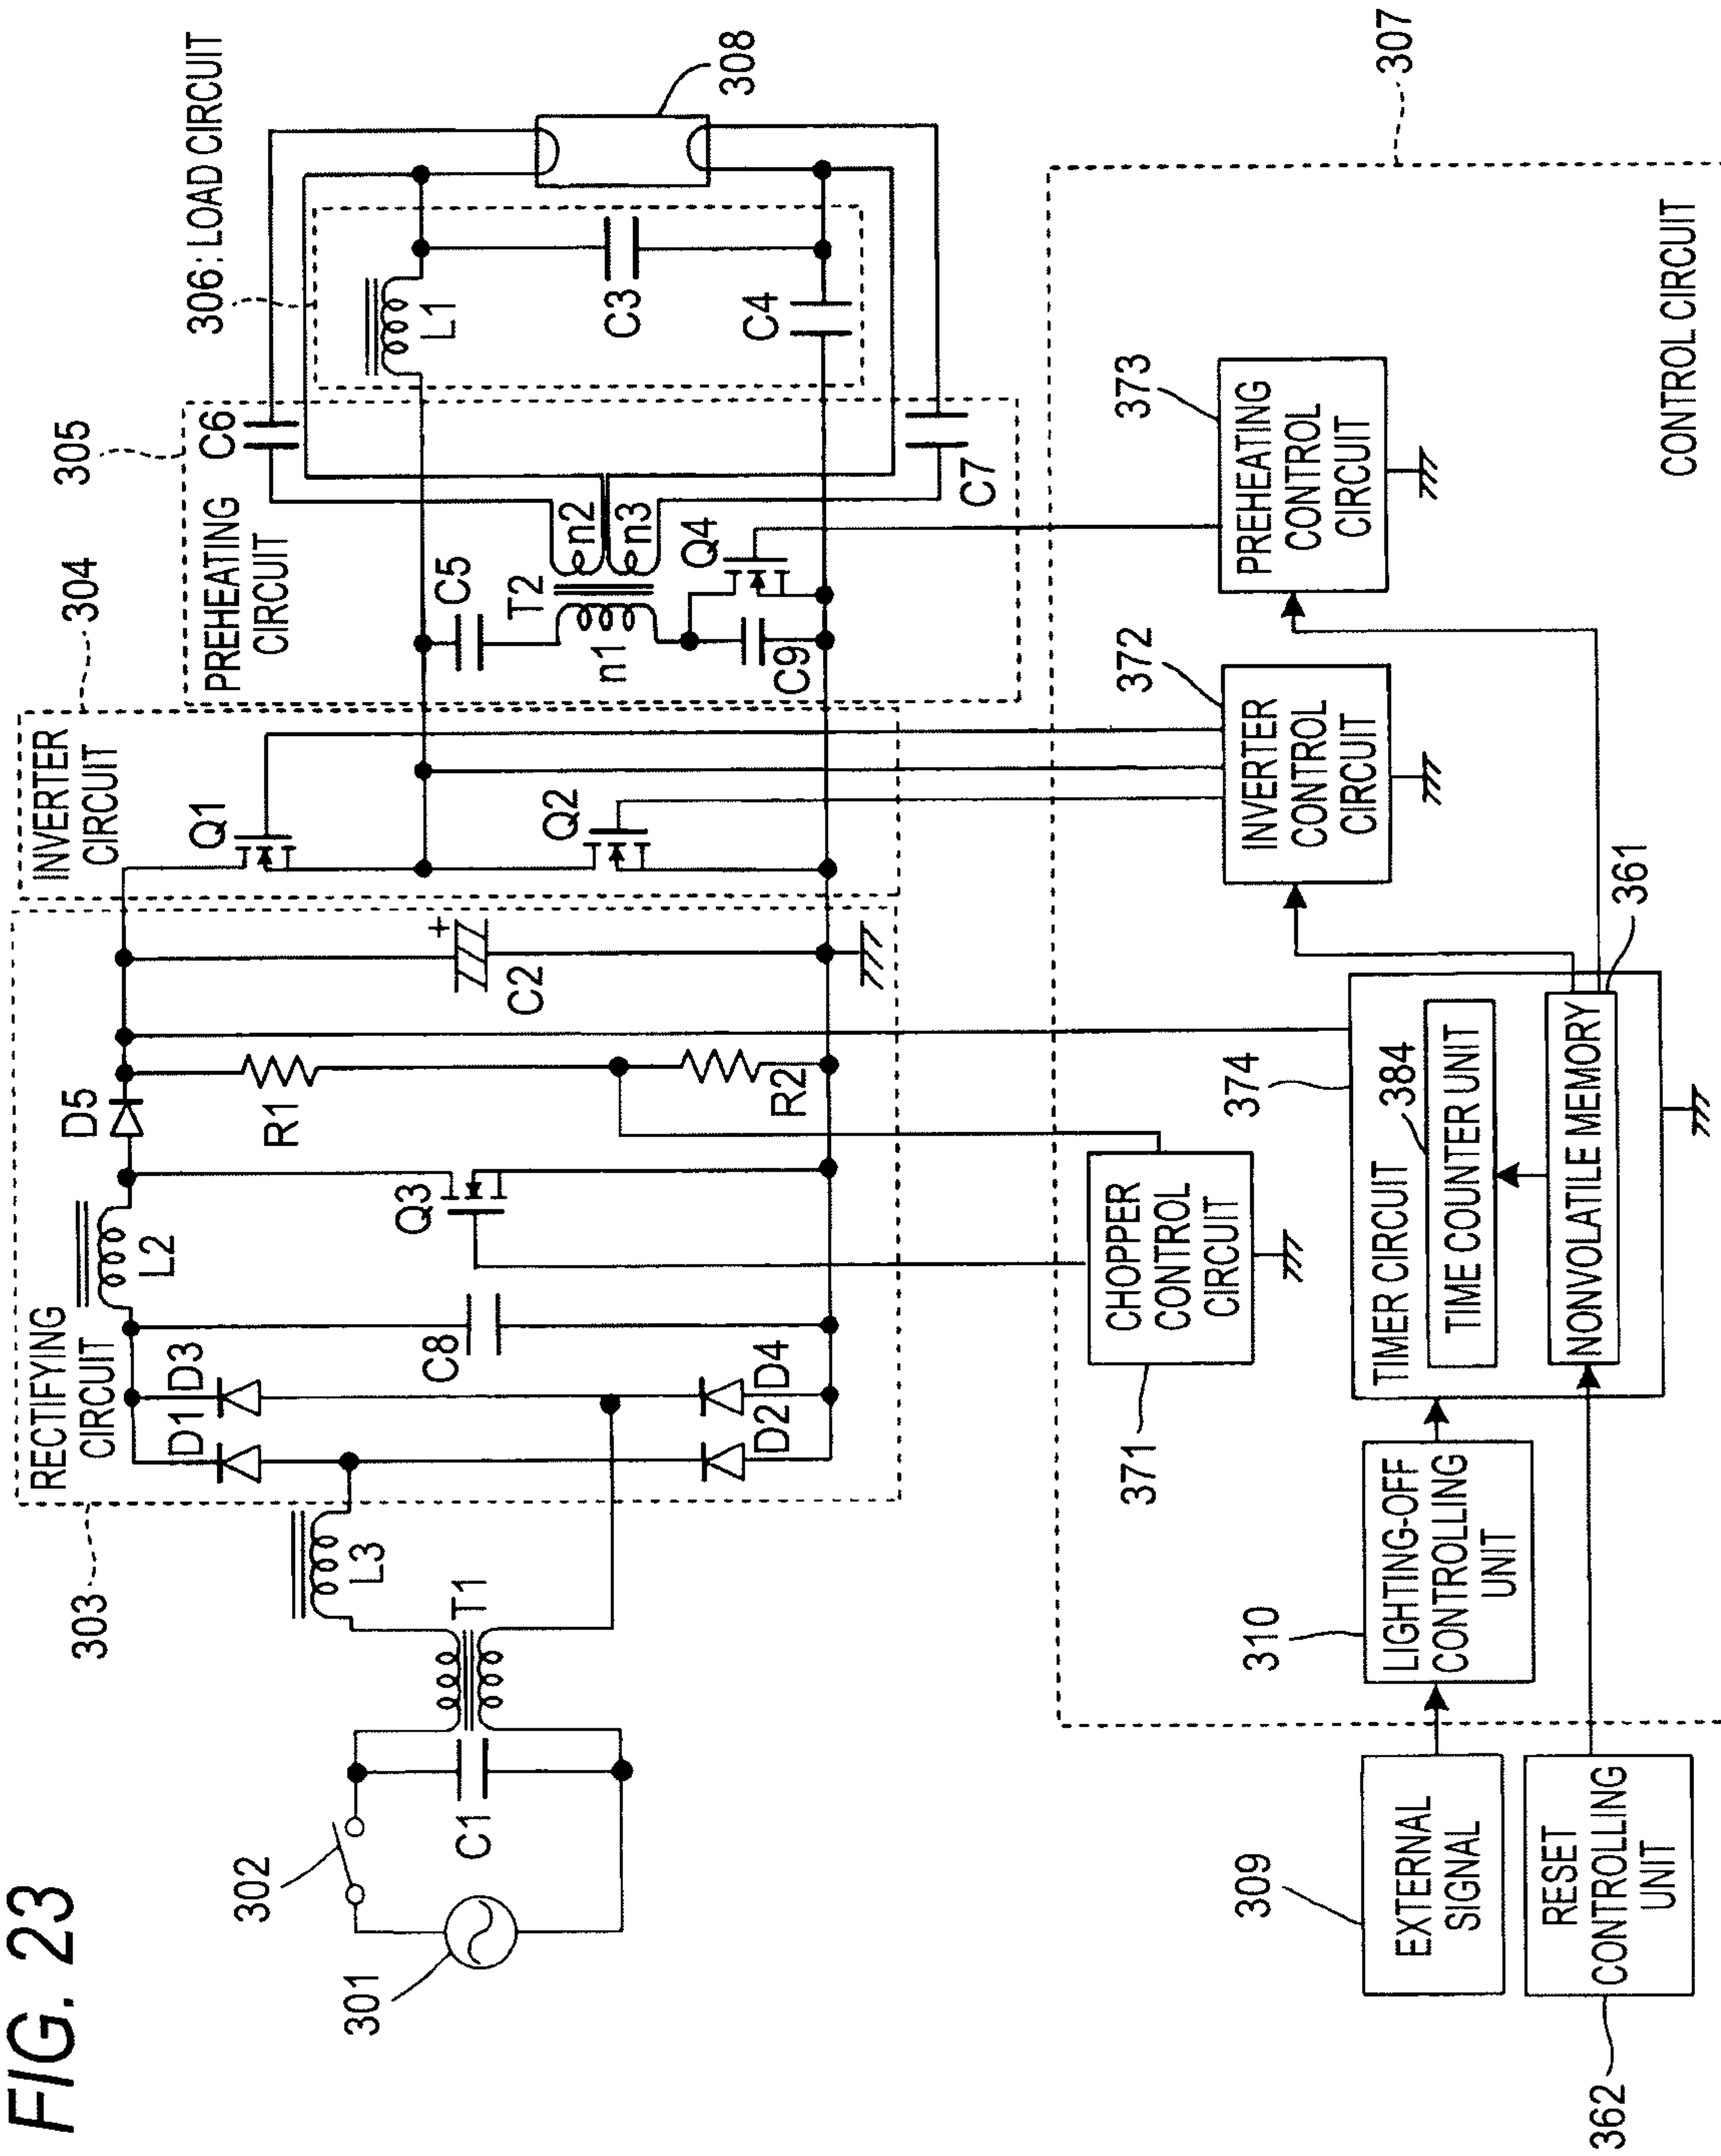 FIG. 23
301
302
C1
T1
L3
303
RECTIFYING
CIRCUIT
D1
D3
D2
D4
C8
L2
Q3
D5
R1
R2
+
C2
304
INVERTER
CIRCUIT
Q1
Q2
305
PREHEATING
CIRCUIT
C5
T2
n1
n2
n3
C9
Q4
C6
C7
306: LOAD CIRCUIT
L1
C3
C4
308
307
CONTROL CIRCUIT
309
EXTERNAL
SIGNAL
362
RESET
CONTROLLING
UNIT
310
LIGHTING-OFF
CONTROLLING
UNIT
371
CHOPPER
CONTROL
CIRCUIT
374
TIMER CIRCUIT
384
TIME COUNTER UNIT
NONVOLATILE MEMORY
361
372
INVERTER
CONTROL
CIRCUIT
373
PREHEATING
CONTROL
CIRCUIT